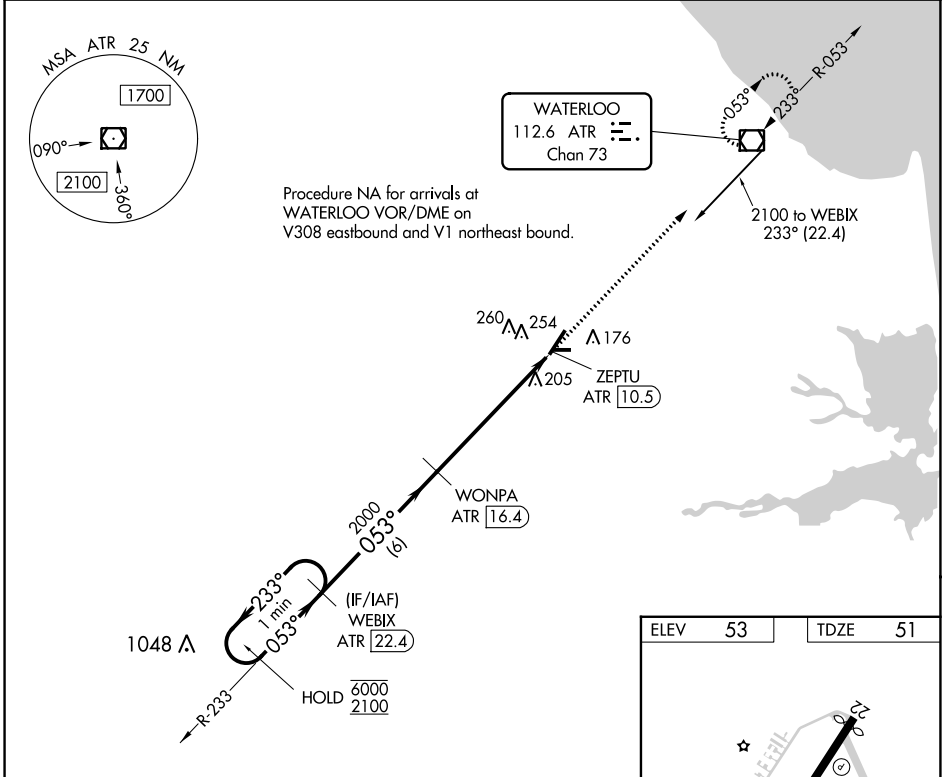 MSA ATR 25 NM
1700
090°
2100
360°
WATERLOO
112.6 ATR
Chan 73
053°
233°
R-053
2100 to WEBIX
233° (22.4)
Procedure NA for arrivals at
WATERLOO VOR/DME on
V308 eastbound and V1 northeast bound.
260
254
176
205
ZEPTU
ATR 10.5
WONPA
ATR 16.4
2000
053°
(6)
233°
1 min
053°
(IF/IAF)
WEBIX
ATR 22.4
1048
HOLD 6000
2100
R-233
ELEV 53
TDZE 51
22
P